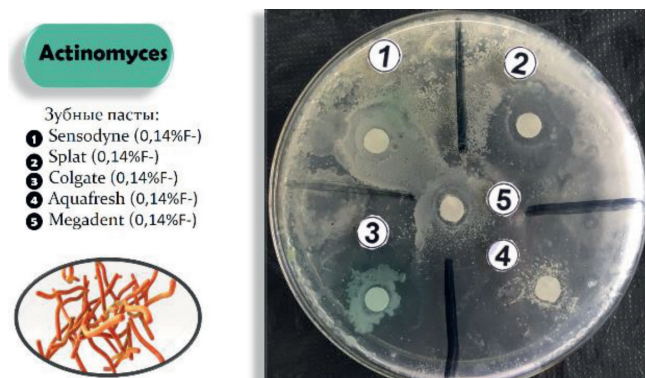 Actinomyces
Зубные пасты:
1 Sensodyne (0,14%F-)
2 Splat (0,14%F-)
3 Colgate (0,14%F-)
4 Aquafresh (0,14%F-)
5 Megadent (0,14%F-)
1
2
5
3
4